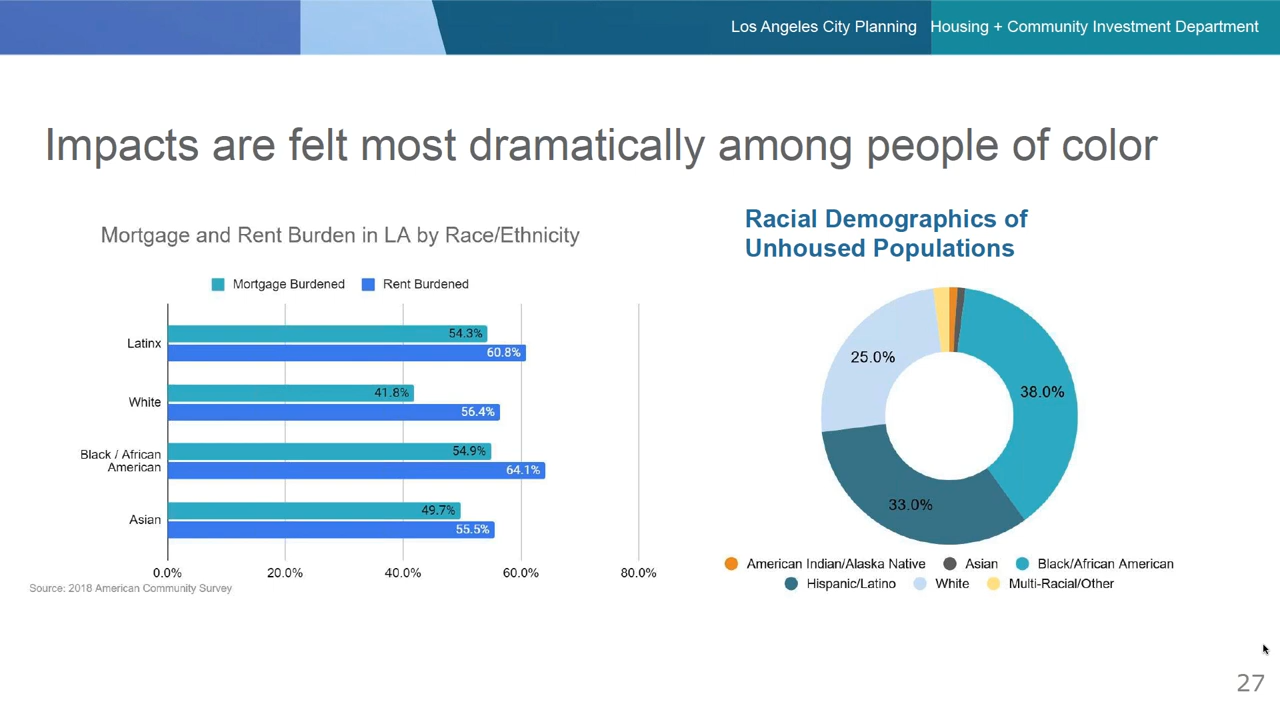 Los Angeles City Planning
Housing + Community Investment Department
Impacts are felt most dramatically among people of color
Mortgage and Rent Burden in LA by Race/Ethnicity
Mortgage Burdened
Rent Burdened
Latinx
54.3%
60.8%
White
41.8%
56.4%
Black / African
American
54.9%
64.1%
Asian
49.7%
55.5%
0.0%
20.0%
40.0%
60.0%
80.0%
Source: 2018 American Community Survey
Racial Demographics of
Unhoused Populations
25.0%
38.0%
33.0%
American Indian/Alaska Native
Asian
Black/African American
Hispanic/Latino
White
Multi-Racial/Other
27